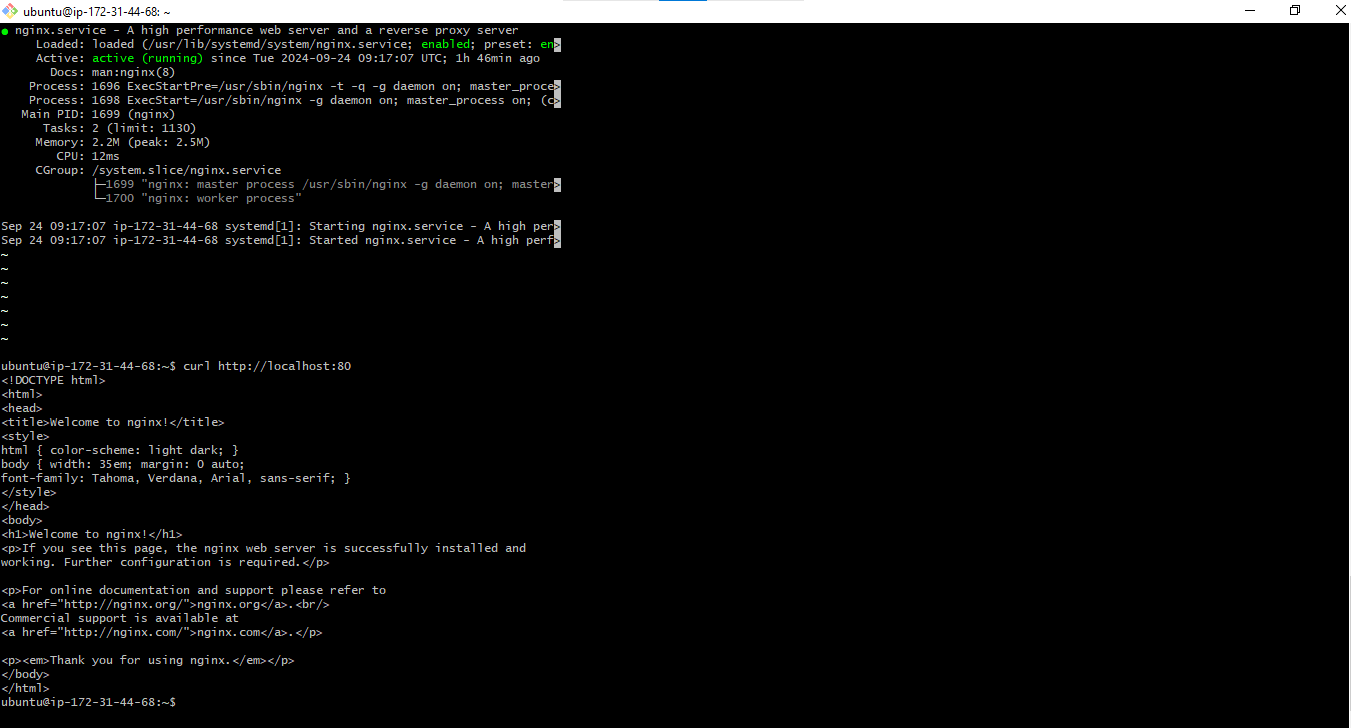 ubuntu@ip-172-31-44-68: ~
● nginx.service - A high performance web server and a reverse proxy server
     Loaded: loaded (/usr/lib/systemd/system/nginx.service; enabled; preset: en>
     Active: active (running) since Tue 2024-09-24 09:17:07 UTC; 1h 46min ago
       Docs: man:nginx(8)
    Process: 1696 ExecStartPre=/usr/sbin/nginx -t -q -g daemon on; master_proce>
    Process: 1698 ExecStart=/usr/sbin/nginx -g daemon on; master_process on; (c>
   Main PID: 1699 (nginx)
      Tasks: 2 (limit: 1130)
     Memory: 2.2M (peak: 2.5M)
        CPU: 12ms
     CGroup: /system.slice/nginx.service
             ├─1699 "nginx: master process /usr/sbin/nginx -g daemon on; master>
             └─1700 "nginx: worker process"

Sep 24 09:17:07 ip-172-31-44-68 systemd[1]: Starting nginx.service - A high per>
Sep 24 09:17:07 ip-172-31-44-68 systemd[1]: Started nginx.service - A high perf>
~
~
~
~
~
~
~

ubuntu@ip-172-31-44-68:~$ curl http://localhost:80
<!DOCTYPE html>
<html>
<head>
<title>Welcome to nginx!</title>
<style>
html { color-scheme: light dark; }
body { width: 35em; margin: 0 auto;
font-family: Tahoma, Verdana, Arial, sans-serif; }
</style>
</head>
<body>
<h1>Welcome to nginx!</h1>
<p>If you see this page, the nginx web server is successfully installed and
working. Further configuration is required.</p>

<p>For online documentation and support please refer to
<a href="http://nginx.org/">nginx.org</a>.<br/>
Commercial support is available at
<a href="http://nginx.com/">nginx.com</a>.</p>

<p><em>Thank you for using nginx.</em></p>
</body>
</html>
ubuntu@ip-172-31-44-68:~$